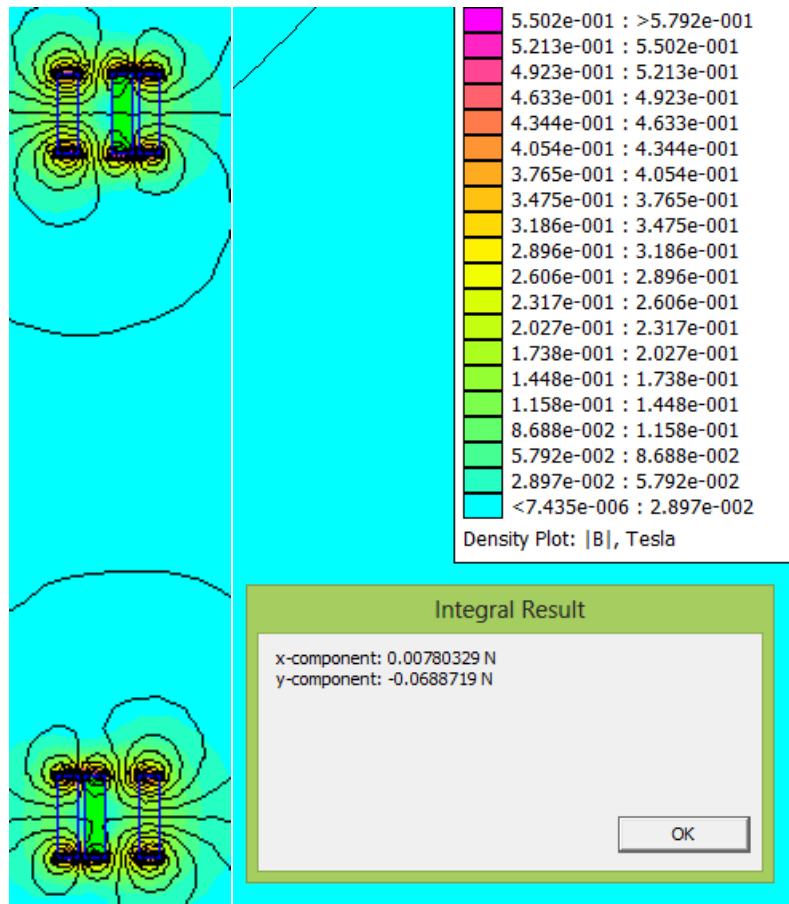 5.502e-001 : >5.792e-001
5.213e-001 : 5.502e-001
4.923e-001 : 5.213e-001
4.633e-001 : 4.923e-001
4.344e-001 : 4.633e-001
4.054e-001 : 4.344e-001
3.765e-001 : 4.054e-001
3.475e-001 : 3.765e-001
3.186e-001 : 3.475e-001
2.896e-001 : 3.186e-001
2.606e-001 : 2.896e-001
2.317e-001 : 2.606e-001
2.027e-001 : 2.317e-001
1.738e-001 : 2.027e-001
1.448e-001 : 1.738e-001
1.158e-001 : 1.448e-001
8.688e-002 : 1.158e-001
5.792e-002 : 8.688e-002
2.897e-002 : 5.792e-002
<7.435e-006 : 2.897e-002
Density Plot: |B|, Tesla
Integral Result
x-component: 0.00780329 N
y-component: -0.0688719 N
OK